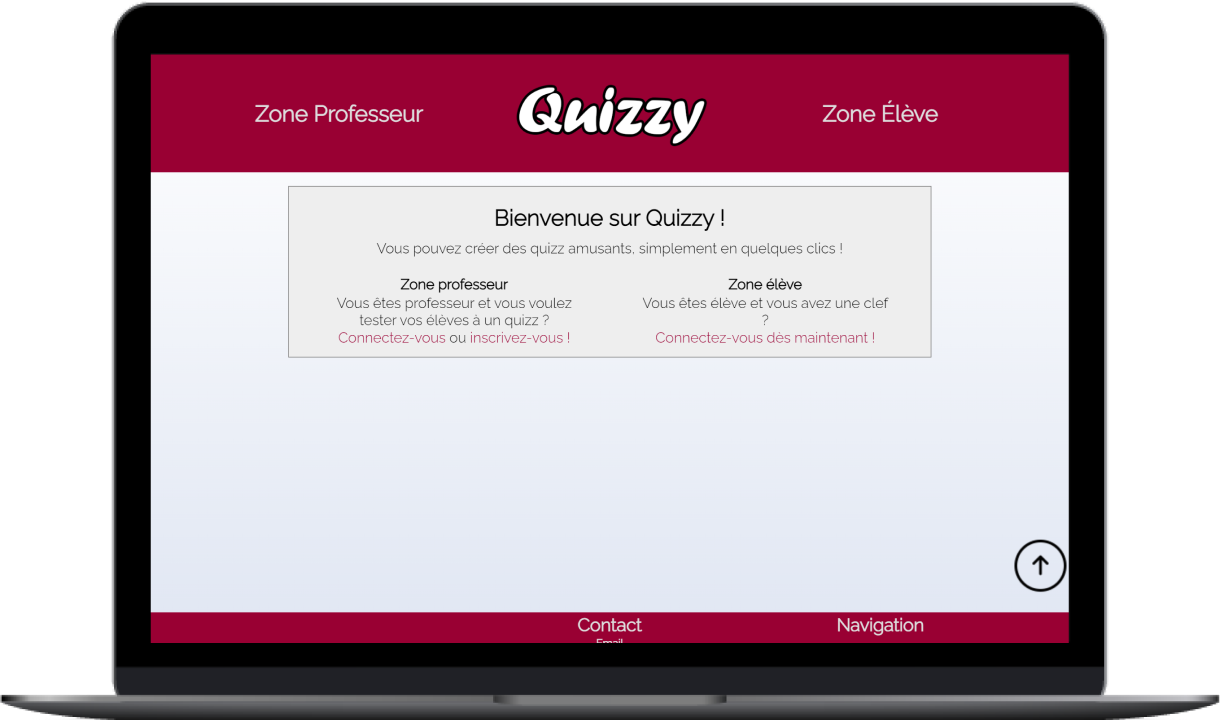 Zone Professeur
Quizzy
Zone Élève
Bienvenue sur Quizzy !
Vous pouvez créer des quizz amusants, simplement en quelques clics !
Zone professeur
Vous êtes professeur et vous voulez
tester vos élèves à un quizz ?
Connectez-vous ou inscrivez-vous !
Zone élève
Vous êtes élève et vous avez une clef
?
Connectez-vous dès maintenant !
Contact
Email
Navigation